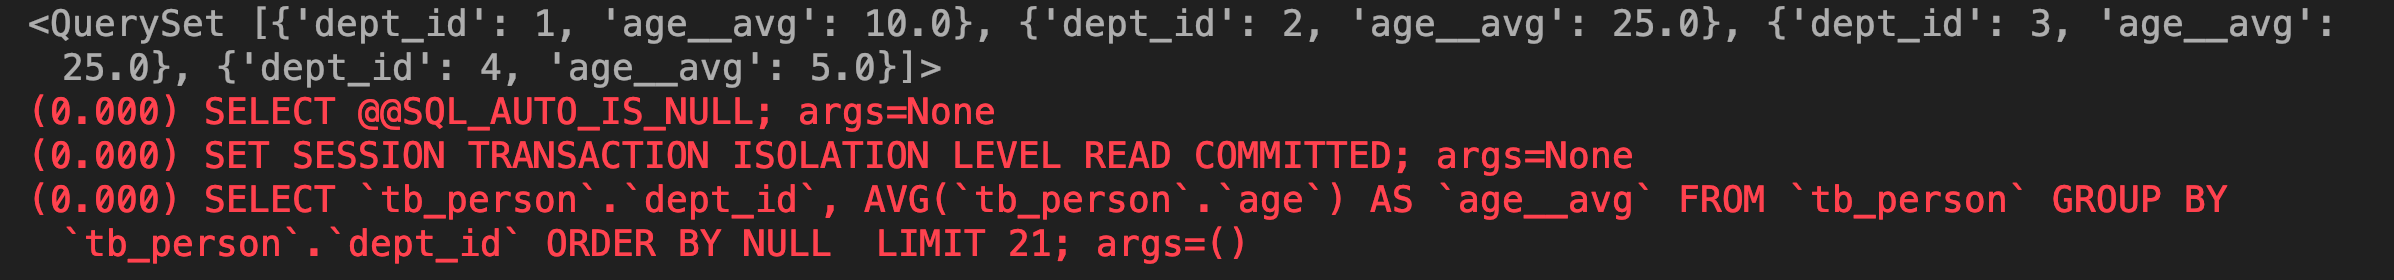 <QuerySet [{'dept_id': 1, 'age__avg': 10.0}, {'dept_id': 2, 'age__avg': 25.0}, {'dept_id': 3, 'age__avg':
25.0}, {'dept_id': 4, 'age__avg': 5.0}]>
(0.000) SELECT @@SQL_AUTO_IS_NULL; args=None
(0.000) SET SESSION TRANSACTION ISOLATION LEVEL READ COMMITTED; args=None
(0.000) SELECT `tb_person`.`dept_id`, AVG(`tb_person`.`age`) AS `age__avg` FROM `tb_person` GROUP BY
`tb_person`.`dept_id` ORDER BY NULL  LIMIT 21; args=()